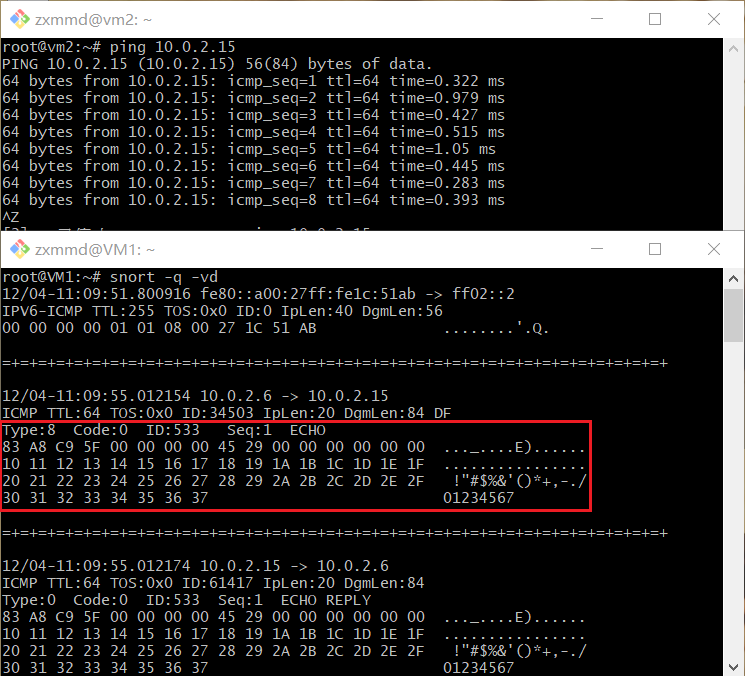 zxmmd@vm2: ~
root@vm2:~# ping 10.0.2.15
PING 10.0.2.15 (10.0.2.15) 56(84) bytes of data.
64 bytes from 10.0.2.15: icmp_seq=1 ttl=64 time=0.322 ms
64 bytes from 10.0.2.15: icmp_seq=2 ttl=64 time=0.979 ms
64 bytes from 10.0.2.15: icmp_seq=3 ttl=64 time=0.427 ms
64 bytes from 10.0.2.15: icmp_seq=4 ttl=64 time=0.515 ms
64 bytes from 10.0.2.15: icmp_seq=5 ttl=64 time=1.05 ms
64 bytes from 10.0.2.15: icmp_seq=6 ttl=64 time=0.445 ms
64 bytes from 10.0.2.15: icmp_seq=7 ttl=64 time=0.283 ms
64 bytes from 10.0.2.15: icmp_seq=8 ttl=64 time=0.393 ms
^Z
zxmmd@VM1: ~
root@VM1:~# snort -q -vd
12/04-11:09:51.800916 fe80::a00:27ff:fe1c:51ab -> ff02::2
IPV6-ICMP TTL:255 TOS:0x0 ID:0 IpLen:40 DgmLen:56
00 00 00 00 01 01 08 00 27 1C 51 AB ........'.Q.
=+=+=+=+=+=+=+=+=+=+=+=+=+=+=+=+=+=+=+=+=+=+=+=+=+=+=+=+=+=+=+=+=+=+=+=+=+
12/04-11:09:55.012154 10.0.2.6 -> 10.0.2.15
ICMP TTL:64 TOS:0x0 ID:34503 IpLen:20 DgmLen:84 DF
Type:8 Code:0 ID:533 Seq:1 ECHO
83 A8 C9 5F 00 00 00 00 45 29 00 00 00 00 00 00 ..._....E)......
10 11 12 13 14 15 16 17 18 19 1A 1B 1C 1D 1E 1F ................
20 21 22 23 24 25 26 27 28 29 2A 2B 2C 2D 2E 2F !"#$%&'()*+,-./
30 31 32 33 34 35 36 37 01234567
=+=+=+=+=+=+=+=+=+=+=+=+=+=+=+=+=+=+=+=+=+=+=+=+=+=+=+=+=+=+=+=+=+=+=+=+=+
12/04-11:09:55.012174 10.0.2.15 -> 10.0.2.6
ICMP TTL:64 TOS:0x0 ID:61417 IpLen:20 DgmLen:84
Type:0 Code:0 ID:533 Seq:1 ECHO REPLY
83 A8 C9 5F 00 00 00 00 45 29 00 00 00 00 00 00 ..._....E)......
10 11 12 13 14 15 16 17 18 19 1A 1B 1C 1D 1E 1F ................
20 21 22 23 24 25 26 27 28 29 2A 2B 2C 2D 2E 2F !"#$%&'()*+,-./
30 31 32 33 34 35 36 37 01234567